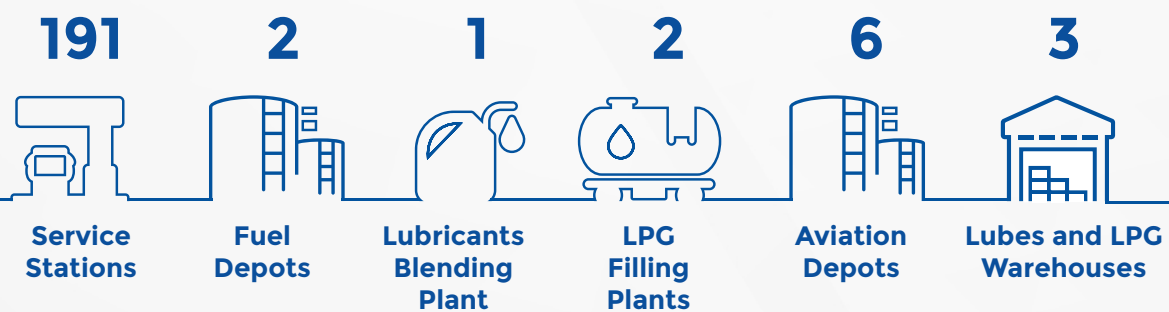 191
2
1
2
6
3
Service
Stations
Fuel
Depots
Lubricants
Blending
Plant
LPG
Filling
Plants
Aviation
Depots
Lubes and LPG
Warehouses